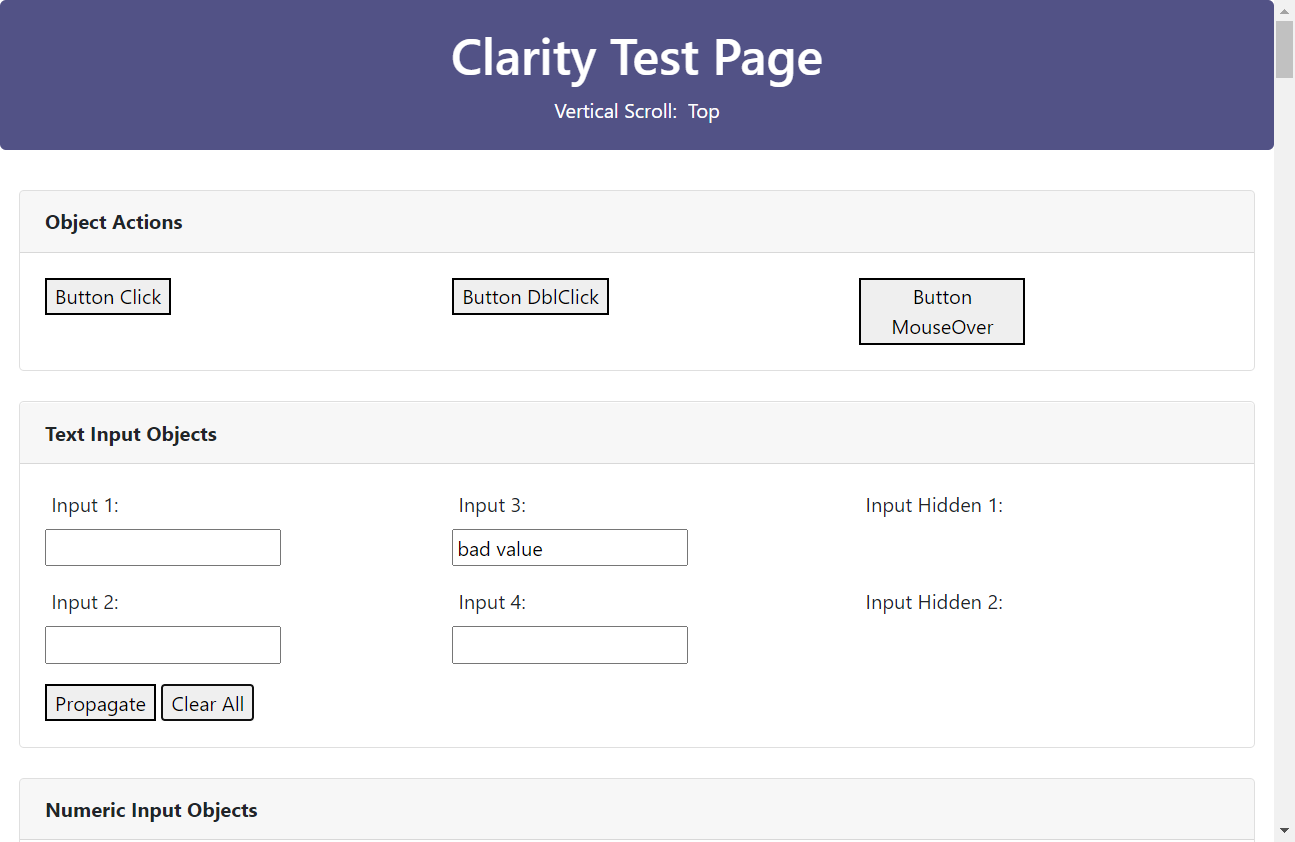 Clarity Test Page
Vertical Scroll: Top
Object Actions
Button Click
Button DblClick
Button
MouseOver
Text Input Objects
Input 1:
Input 3:
Input Hidden 1:
bad value
Input 2:
Input 4:
Input Hidden 2:
Propagate
Clear All
Numeric Input Objects